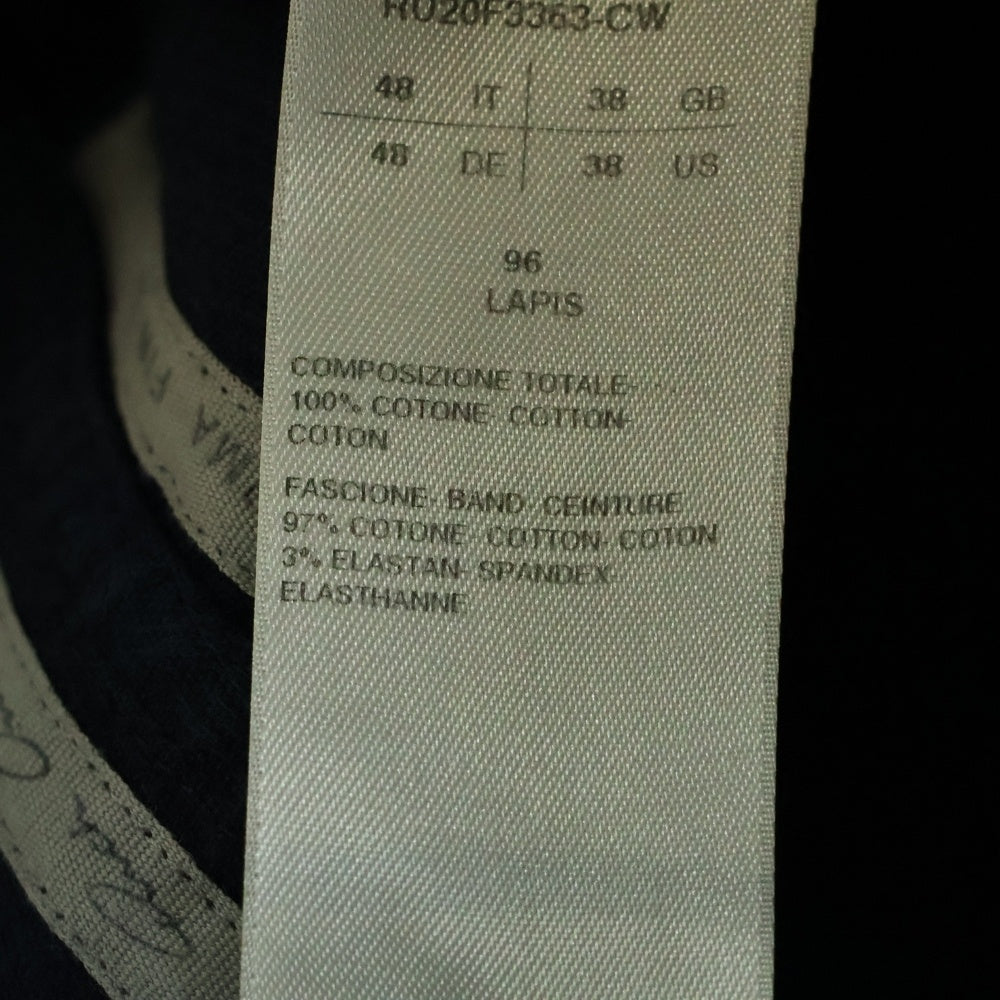 RU20F3363-CW
48 IT 38 GB
48 DE 38 US
96
LAPIS
COMPOSIZIONE TOTALE-
100% COTONE- COTTON-
COTON
FASCIONE- BAND- CEINTURE
97% COTONE- COTTON- COTON
3% ELASTAN- SPANDEX-
ELASTHANNE